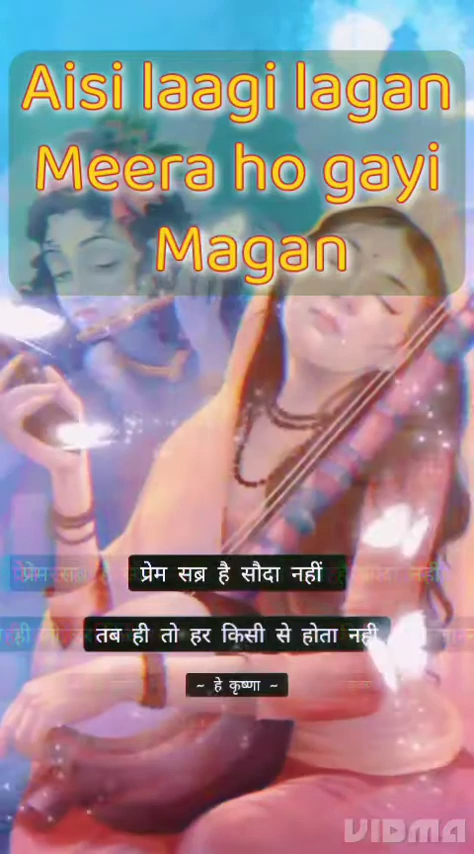 Aisi laagi lagan
Meera ho gayi
Magan
प्रेम सब्र है सौदा नहीं
तब ही तो हर किसी से होता नही
~ हे कृष्णा ~
VIDMA